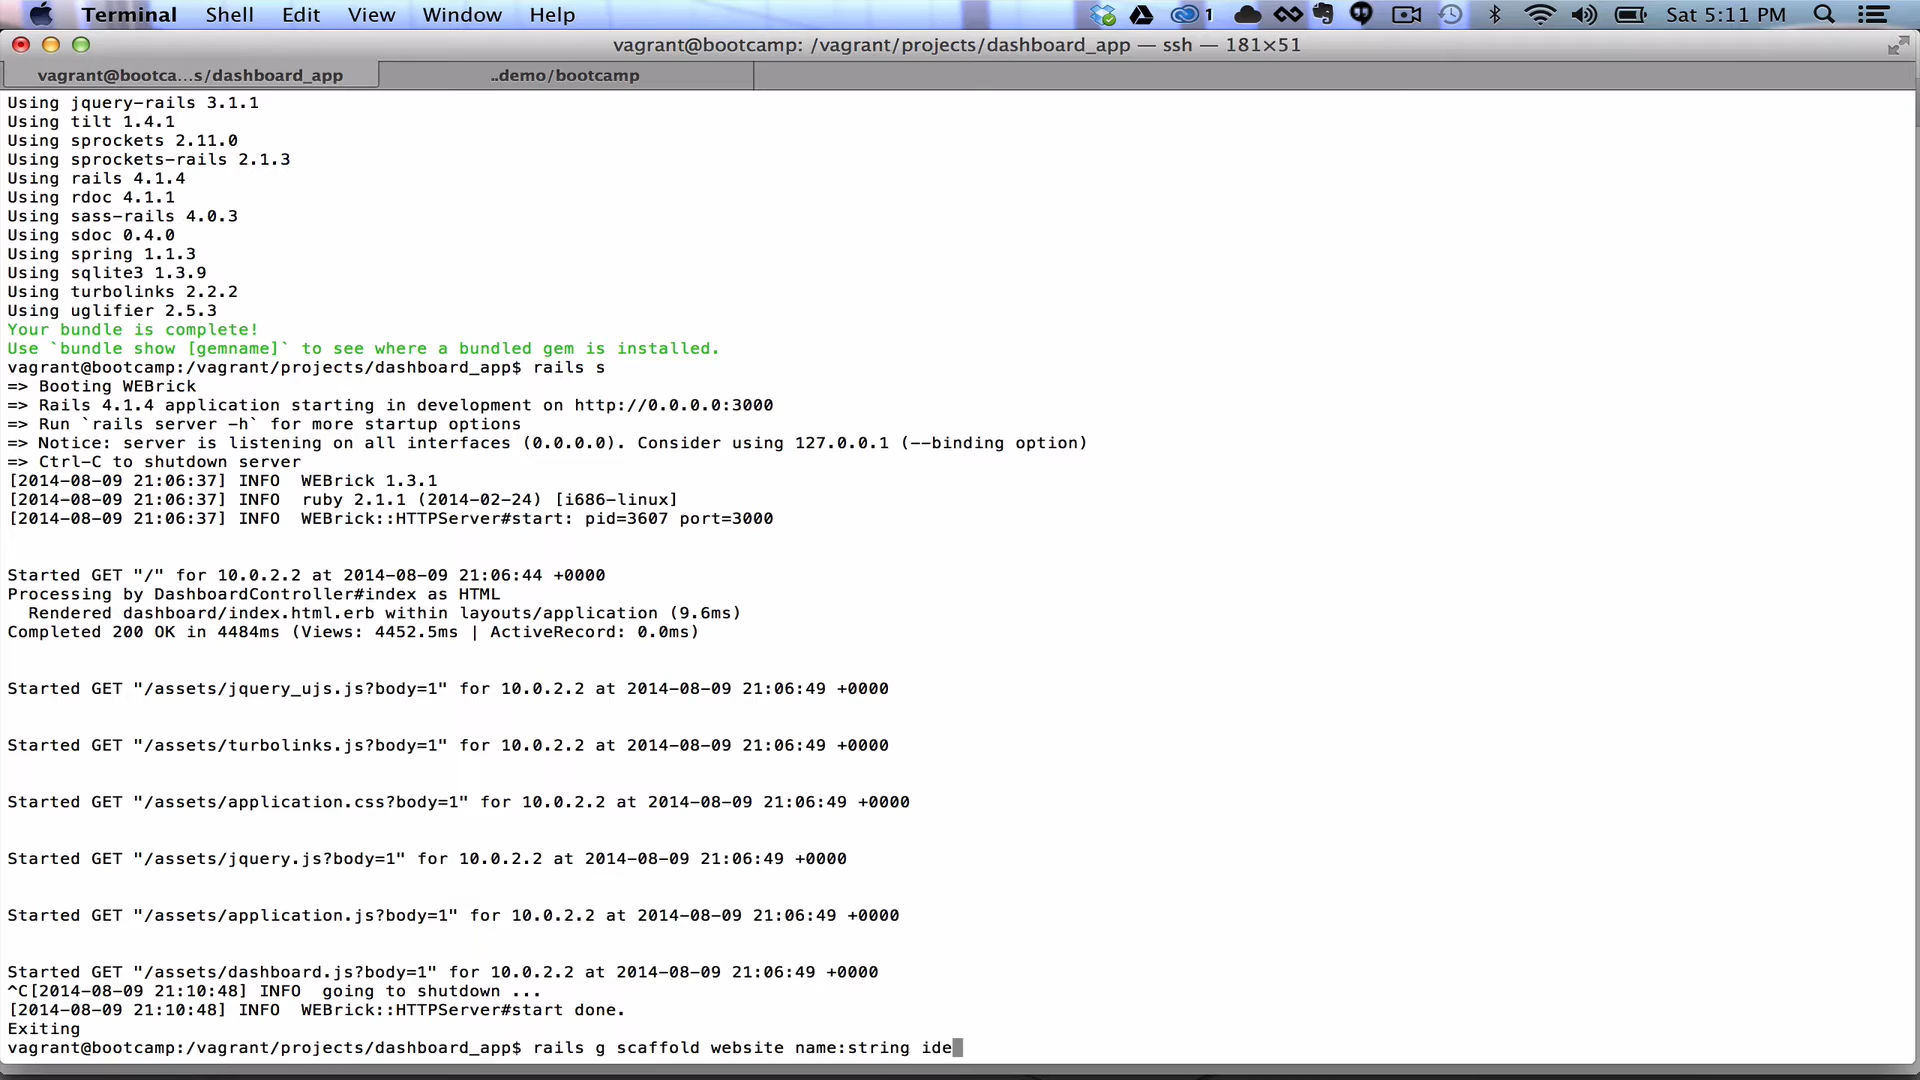 Terminal Shell Edit View Window Help 1 Sat 5:11 PM
vagrant@bootcamp: /vagrant/projects/dashboard_app — ssh — 181×51
vagrant@bootca...s/dashboard_app ..demo/bootcamp
Using jquery-rails 3.1.1
Using tilt 1.4.1
Using sprockets 2.11.0
Using sprockets-rails 2.1.3
Using rails 4.1.4
Using rdoc 4.1.1
Using sass-rails 4.0.3
Using sdoc 0.4.0
Using spring 1.1.3
Using sqlite3 1.3.9
Using turbolinks 2.2.2
Using uglifier 2.5.3
Your bundle is complete!
Use `bundle show [gemname]` to see where a bundled gem is installed.
vagrant@bootcamp:/vagrant/projects/dashboard_app$ rails s
=> Booting WEBrick
=> Rails 4.1.4 application starting in development on http://0.0.0.0:3000
=> Run `rails server -h` for more startup options
=> Notice: server is listening on all interfaces (0.0.0.0). Consider using 127.0.0.1 (--binding option)
=> Ctrl-C to shutdown server
[2014-08-09 21:06:37] INFO  WEBrick 1.3.1
[2014-08-09 21:06:37] INFO  ruby 2.1.1 (2014-02-24) [i686-linux]
[2014-08-09 21:06:37] INFO  WEBrick::HTTPServer#start: pid=3607 port=3000
Started GET "/" for 10.0.2.2 at 2014-08-09 21:06:44 +0000
Processing by DashboardController#index as HTML
  Rendered dashboard/index.html.erb within layouts/application (9.6ms)
Completed 200 OK in 4484ms (Views: 4452.5ms | ActiveRecord: 0.0ms)
Started GET "/assets/jquery_ujs.js?body=1" for 10.0.2.2 at 2014-08-09 21:06:49 +0000
Started GET "/assets/turbolinks.js?body=1" for 10.0.2.2 at 2014-08-09 21:06:49 +0000
Started GET "/assets/application.css?body=1" for 10.0.2.2 at 2014-08-09 21:06:49 +0000
Started GET "/assets/jquery.js?body=1" for 10.0.2.2 at 2014-08-09 21:06:49 +0000
Started GET "/assets/application.js?body=1" for 10.0.2.2 at 2014-08-09 21:06:49 +0000
Started GET "/assets/dashboard.js?body=1" for 10.0.2.2 at 2014-08-09 21:06:49 +0000
^C[2014-08-09 21:10:48] INFO  going to shutdown ...
[2014-08-09 21:10:48] INFO  WEBrick::HTTPServer#start done.
Exiting
vagrant@bootcamp:/vagrant/projects/dashboard_app$ rails g scaffold website name:string ide